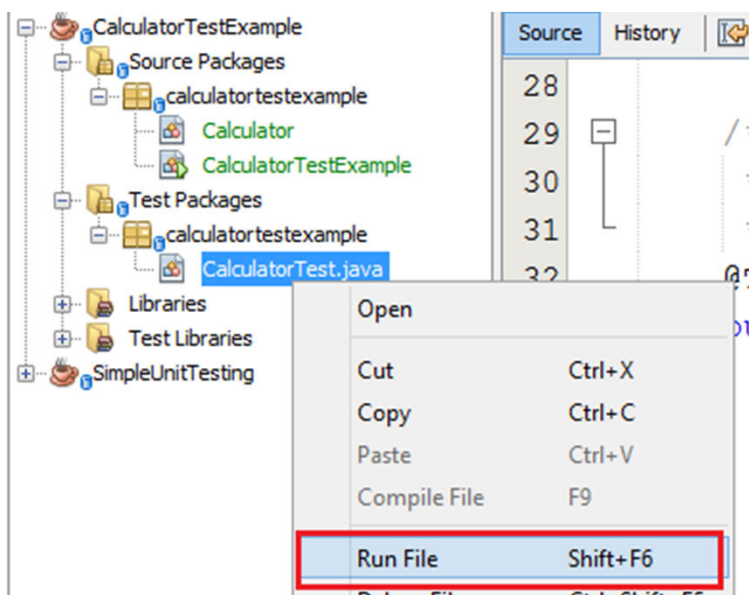 CalculatorTestExample
Source Packages
calculatortestexample
Calculator
CalculatorTestExample
Test Packages
calculatortestexample
CalculatorTest.java
Libraries
Test Libraries
SimpleUnitTesting
Source History
28
29 /*
30 *
31 *
32 @
Open
Cut Ctrl+X
Copy Ctrl+C
Paste Ctrl+V
Compile File F9
Run File Shift+F6